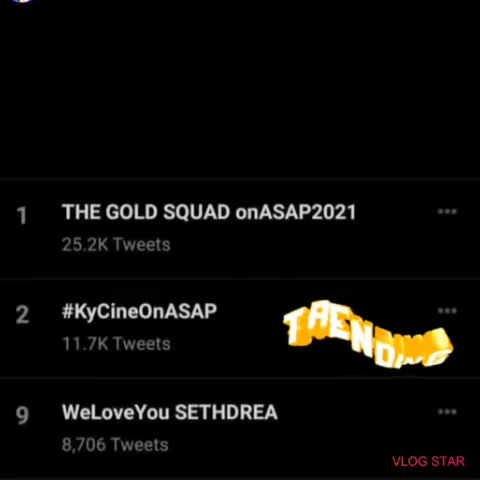 1 THE GOLD SQUAD onASAP2021
25.2K Tweets
2 #KyCineOnASAP
11.7K Tweets
TRENDING
9 WeLoveYou SETHDREA
8,706 Tweets
VLOG STAR